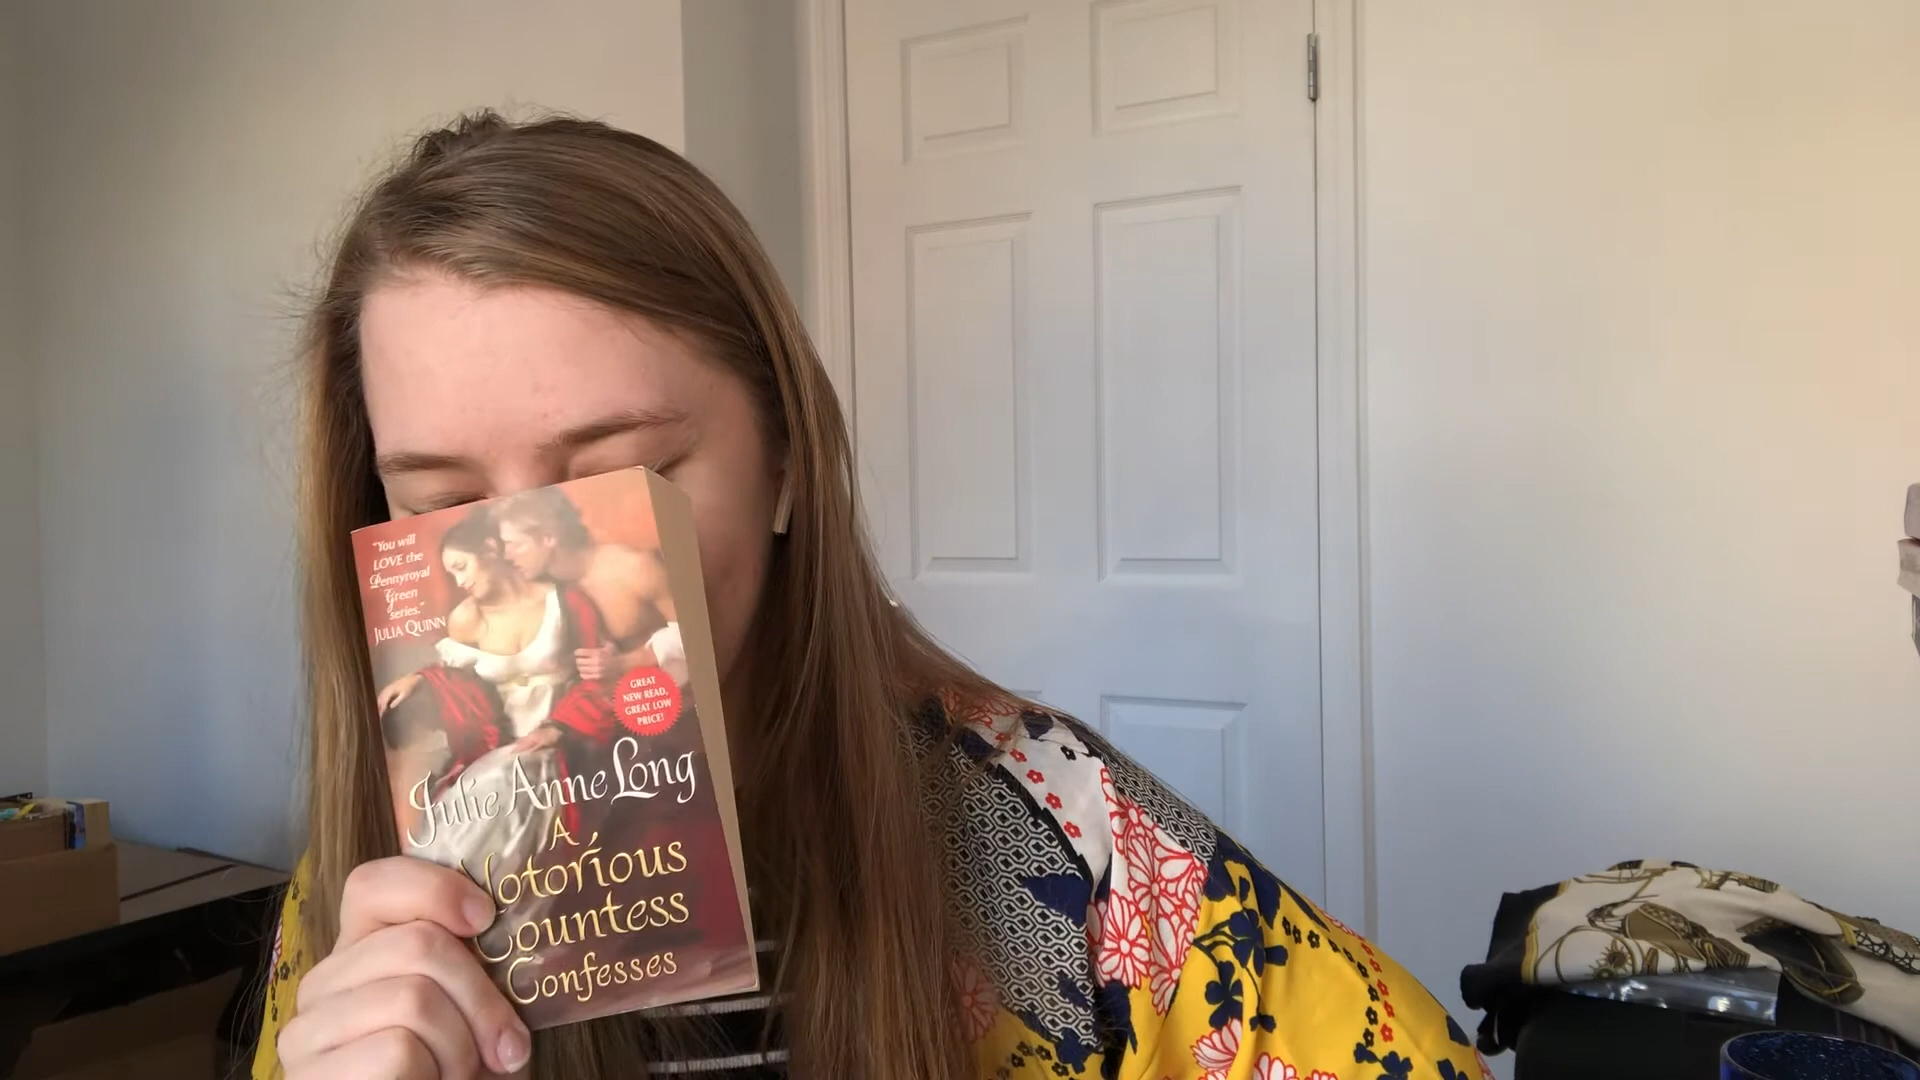 "You will
LOVE the
Pennyroyal
Green
series."
JULIA QUINN
GREAT
NEW READ,
GREAT LOW
PRICE!
Julie Anne Long
A
Notorious
Countess
Confesses